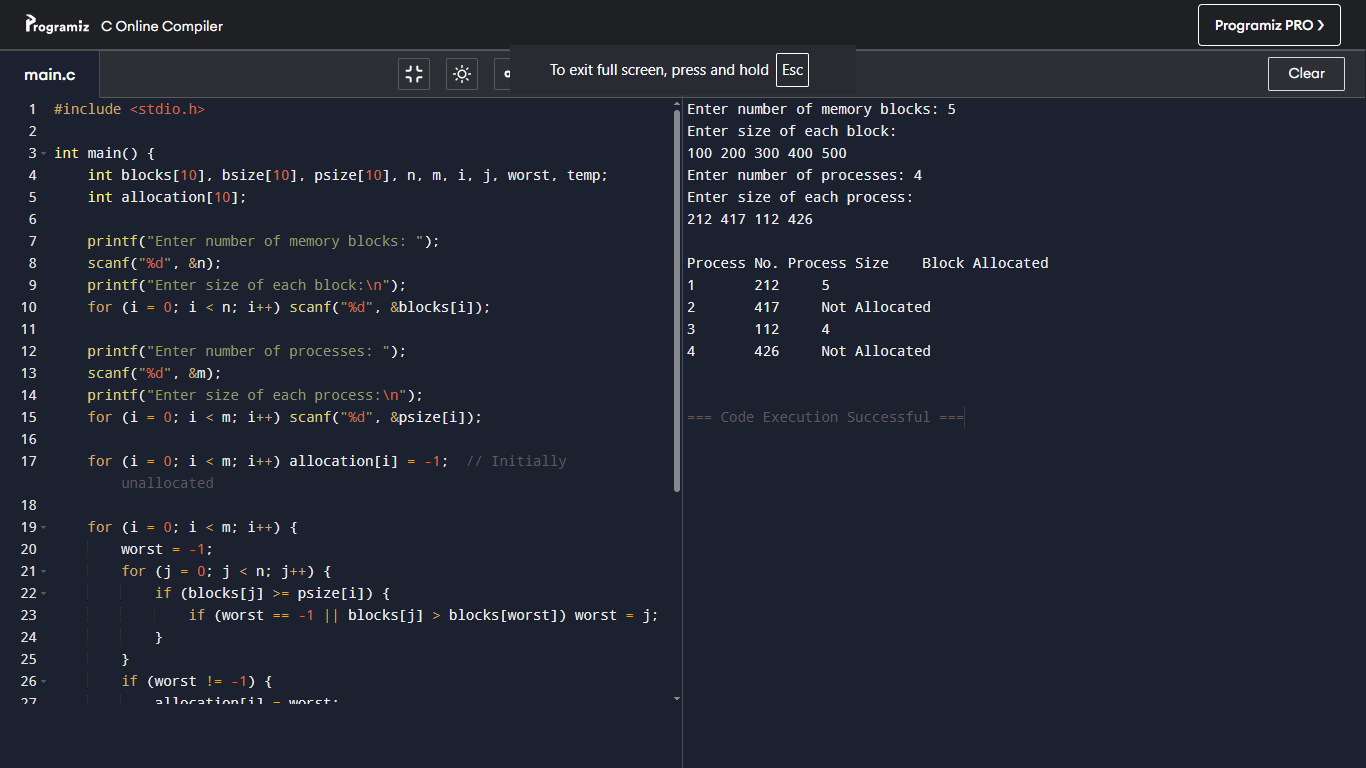 Programiz C Online Compiler
Programiz PRO ❯
To exit full screen, press and hold Esc
main.c
Clear
1 #include <stdio.h>
2
3 int main() {
4     int blocks[10], bsize[10], psize[10], n, m, i, j, worst, temp;
5     int allocation[10];
6
7     printf("Enter number of memory blocks: ");
8     scanf("%d", &n);
9     printf("Enter size of each block:\n");
10     for (i = 0; i < n; i++) scanf("%d", &blocks[i]);
11
12     printf("Enter number of processes: ");
13     scanf("%d", &m);
14     printf("Enter size of each process:\n");
15     for (i = 0; i < m; i++) scanf("%d", &psize[i]);
16
17     for (i = 0; i < m; i++) allocation[i] = -1;  // Initially
unallocated
18
19     for (i = 0; i < m; i++) {
20         worst = -1;
21         for (j = 0; j < n; j++) {
22             if (blocks[j] >= psize[i]) {
23                 if (worst == -1 || blocks[j] > blocks[worst]) worst = j;
24             }
25         }
26         if (worst != -1) {
27             allocation[i] = worst;
Enter number of memory blocks: 5
Enter size of each block:
100 200 300 400 500
Enter number of processes: 4
Enter size of each process:
212 417 112 426
Process No. Process Size    Block Allocated
1       212     5
2       417     Not Allocated
3       112     4
4       426     Not Allocated
=== Code Execution Successful ===